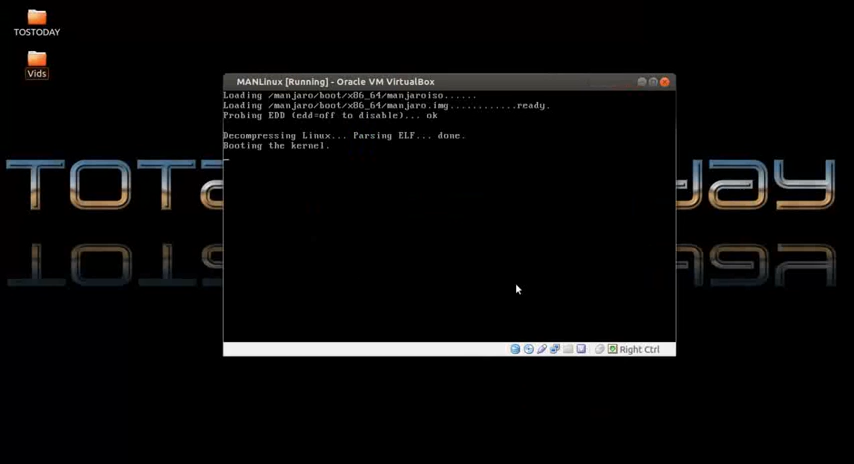 TOSTODAY
Vids
MANLinux [Running] - Oracle VM VirtualBox
Loading /manjaro/boot/x86_64/manjaroiso......
Loading /manjaro/boot/x86_64/manjaro.img............ready.
Probing EDD (edd=off to disable)... ok
Decompressing Linux... Parsing ELF... done.
Booting the kernel.
Right Ctrl